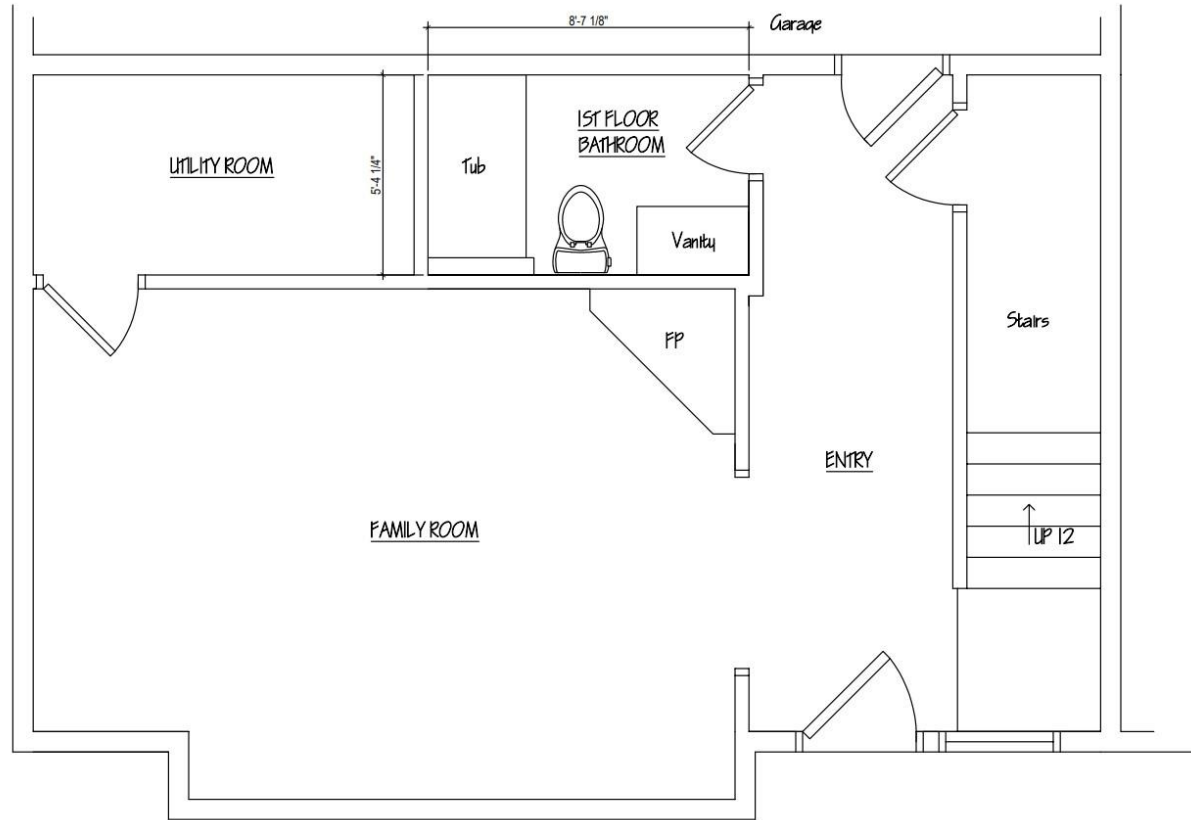 8'-7 1/8"
Garage
1ST FLOOR
BATHROOM
UTILITY ROOM
5'-4 1/4"
Tub
Vanity
Stairs
FP
ENTRY
FAMILY ROOM
UP 12